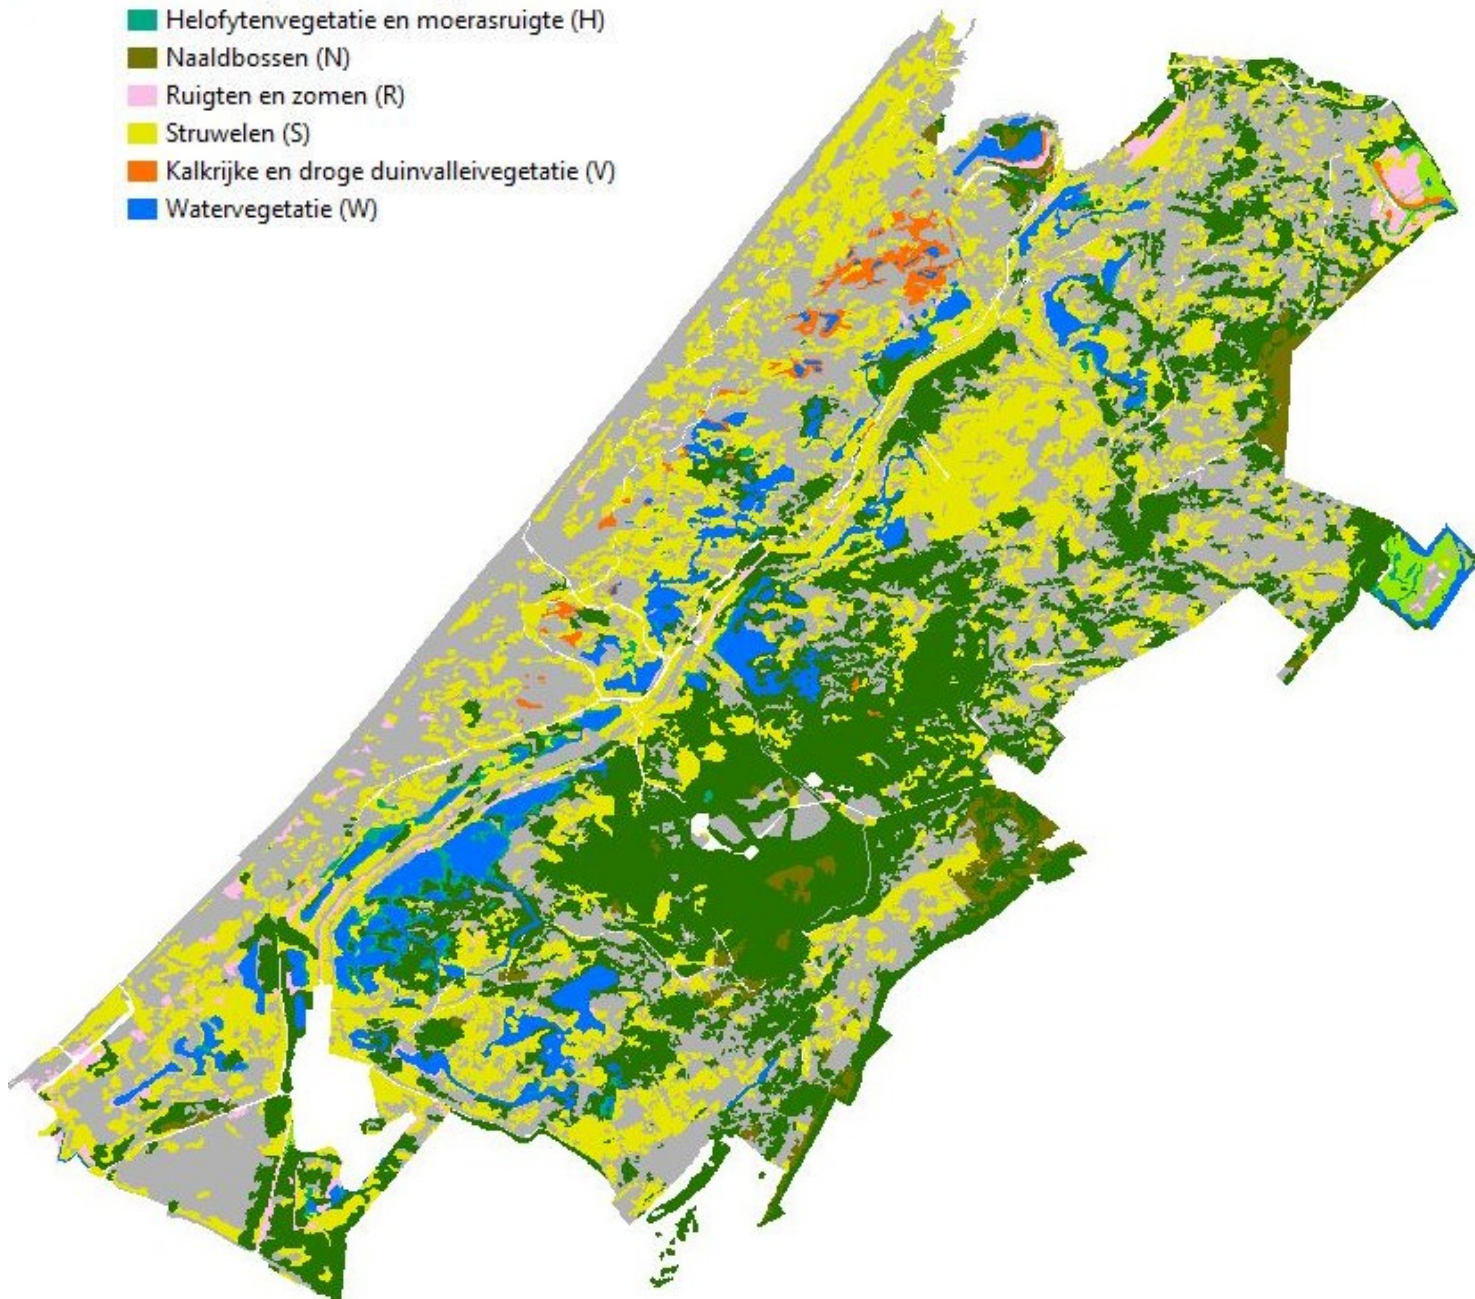 Helofytenvegetatie en moerasruigte (H)
Naaldbossen (N)
Ruigten en zomen (R)
Struwelen (S)
Kalkrijke en droge duinvalleivegetatie (V)
Watervegetatie (W)